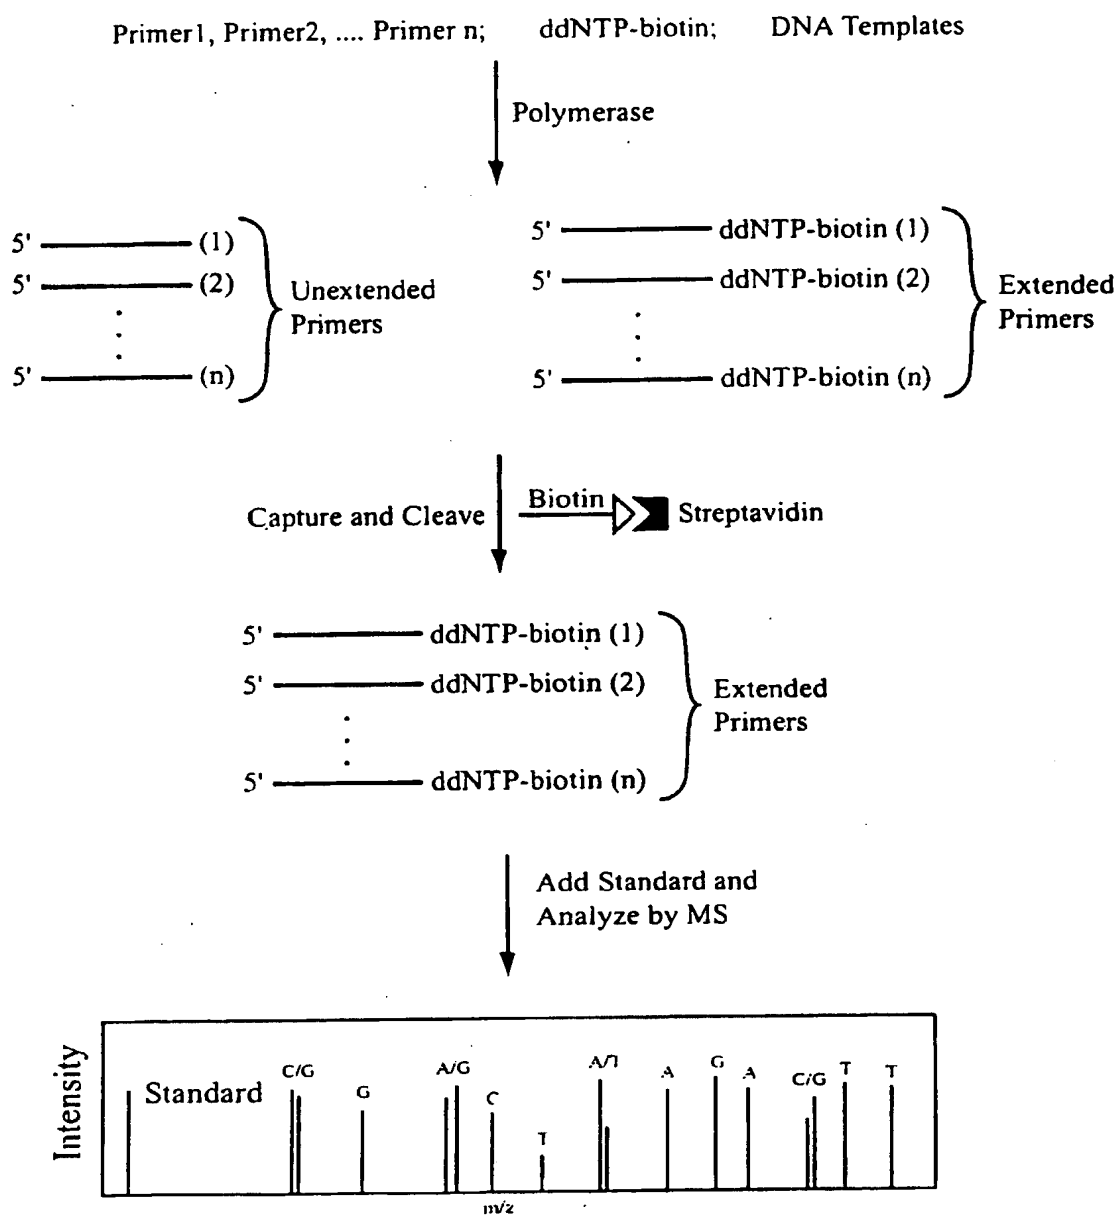 Primer1, Primer2, .... Primer n; ddNTP-biotin; DNA Templates
Polymerase
5' (1)
5' (2)
5' (n)
Unextended
Primers
5' ddNTP-biotin (1)
5' ddNTP-biotin (2)
5' ddNTP-biotin (n)
Extended
Primers
Capture and Cleave
Biotin
Streptavidin
5' ddNTP-biotin (1)
5' ddNTP-biotin (2)
5' ddNTP-biotin (n)
Extended
Primers
Add Standard and
Analyze by MS
Intensity
Standard
C/G
G
A/G
C
T
A/T
A
G
A
C/G
T
T
m/z